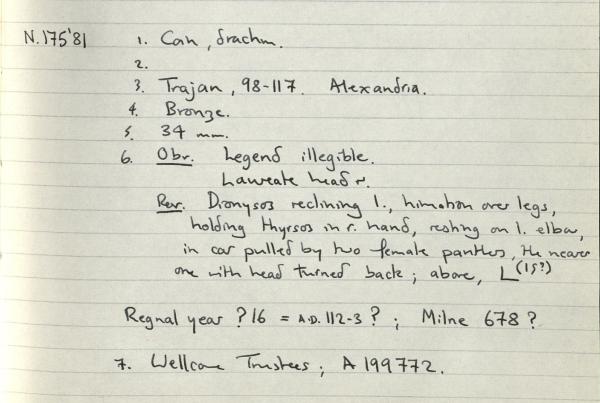 N.175'81
1. Coin, drachm.
2.
3. Trajan, 98-117. Alexandria.
4. Bronze.
5. 34 mm.
6. Obv. Legend illegible.
Laureate head r.
Rev. Dionysos reclining l., himation over legs,
holding thyrsos in r. hand, resting on l. elbow,
in car pulled by two female panthers, the nearer
one with head turned back; above, L (15?)
Regnal year ?16 = A.D. 112-3?; Milne 678?
7. Wellcome Trustees; A 199772.